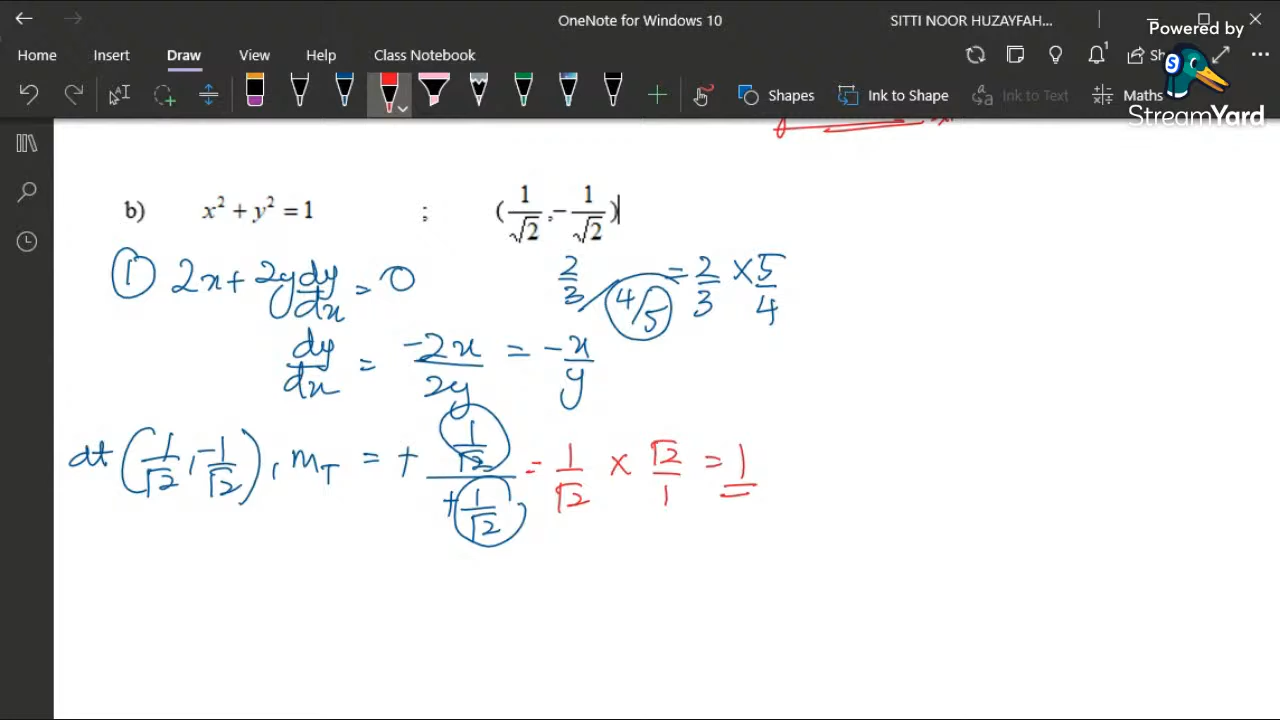 OneNote for Windows 10
SITTI NOOR HUZAYFAH...
Powered by
StreamYard
Home Insert Draw View Help Class Notebook
Shapes Ink to Shape Ink to Text Maths
b) x² + y² = 1 ; (1/√2, -1/√2)
① 2x + 2y dy/dx = 0
2/3 / 4/5 = 2/3 × 5/4
dy/dx = -2x/2y = -x/y
at (1/√2, -1/√2), m_T = + (1/√2)/(+1/√2) = 1/√2 × √2/1 = 1